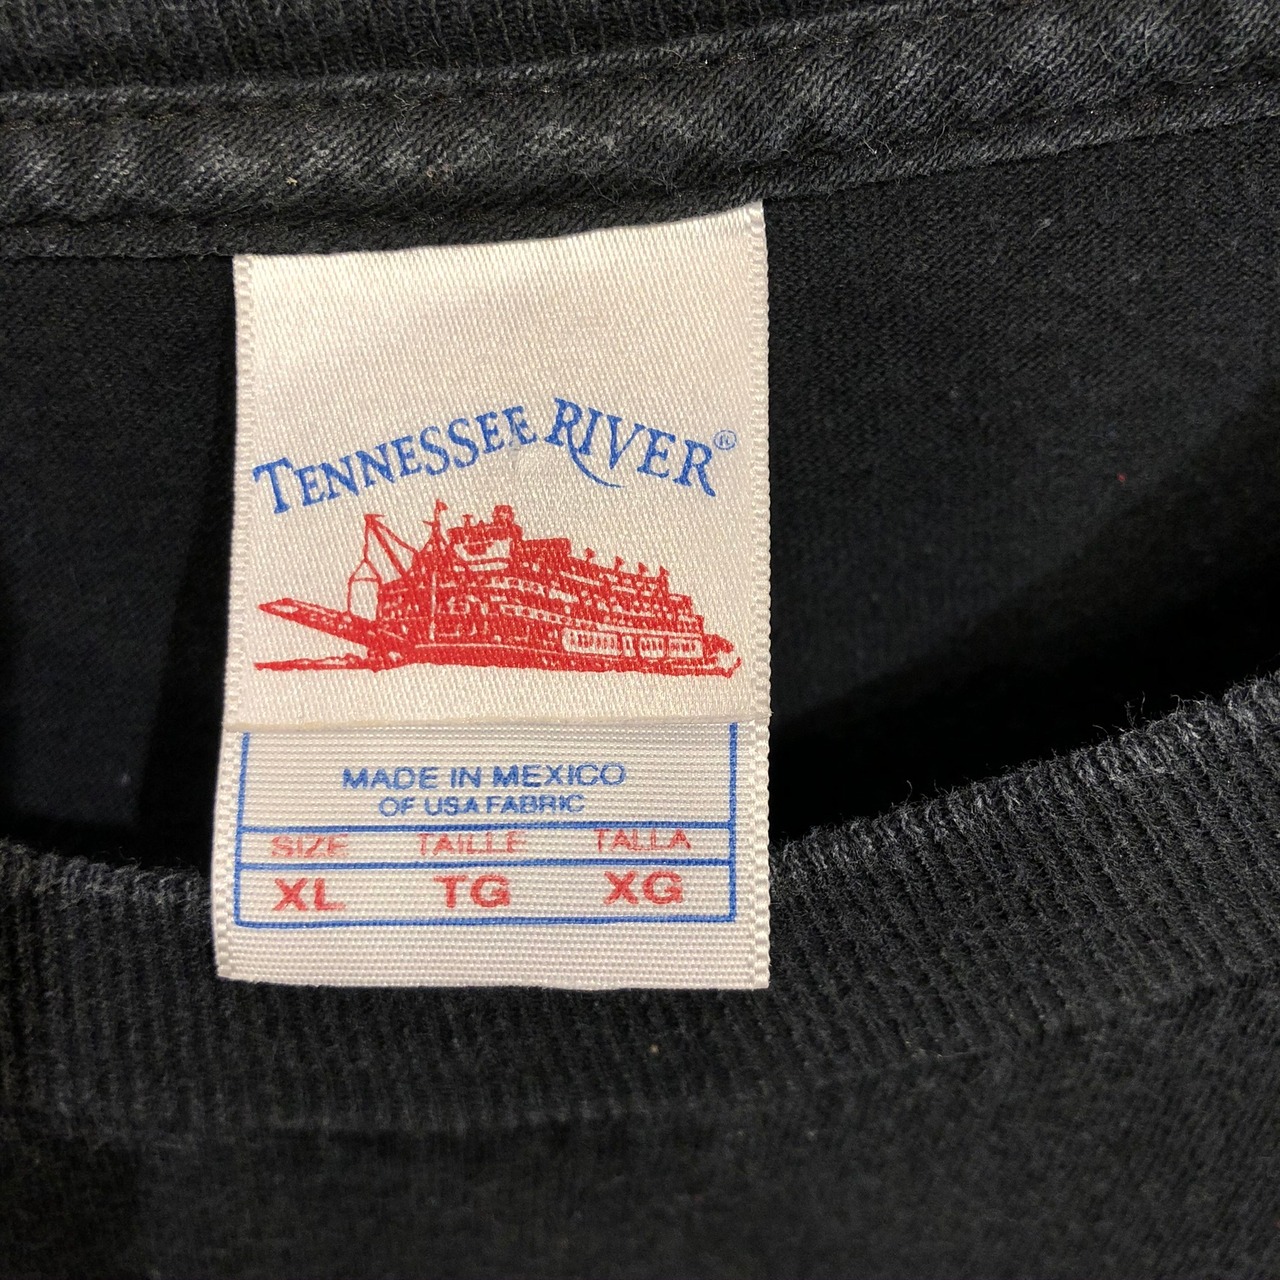 TENNESSEE RIVER®
MADE IN MEXICO
OF USA FABRIC
SIZE TAILLE TALLA
XL TG XG